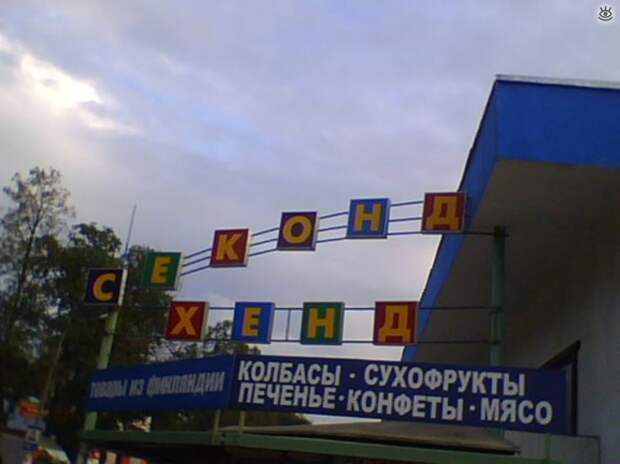 СЕКОНД
ХЕНД
ТОВАРЫ ИЗ ФИНЛЯНДИИ
КОЛБАСЫ · СУХОФРУКТЫ
ПЕЧЕНЬЕ · КОНФЕТЫ · МЯСО